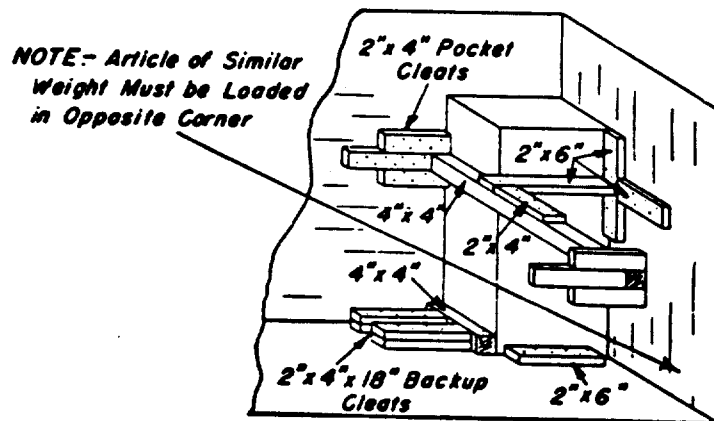 NOTE:- Article of Similar
Weight Must be Loaded
in Opposite Corner
2"x 4" Pocket
Cleats
2"x 6"
4"x 4"
2"x 4"
4"x 4"
2"x 4"x 18" Backup
Cleats
2"x 6"